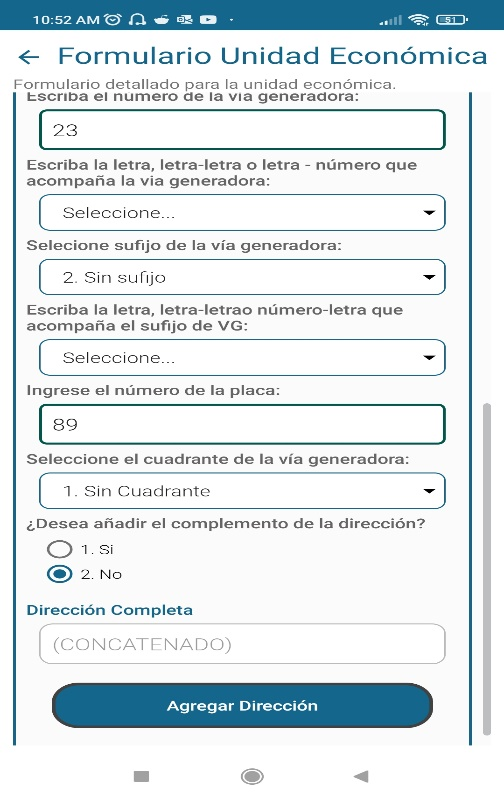 10:52 AM
51
Formulario Unidad Económica
Formulario detallado para la unidad económica.
Escriba el número de la vía generadora:
23
Escriba la letra, letra-letra o letra - número que
acompaña la via generadora:
Seleccione...
Selecione sufijo de la vía generadora:
2. Sin sufijo
Escriba la letra, letra-letrao número-letra que
acompaña el sufijo de VG:
Seleccione...
Ingrese el número de la placa:
89
Seleccione el cuadrante de la vía generadora:
1. Sin Cuadrante
¿Desea añadir el complemento de la dirección?
1. Si
2. No
Dirección Completa
(CONCATENADO)
Agregar Dirección